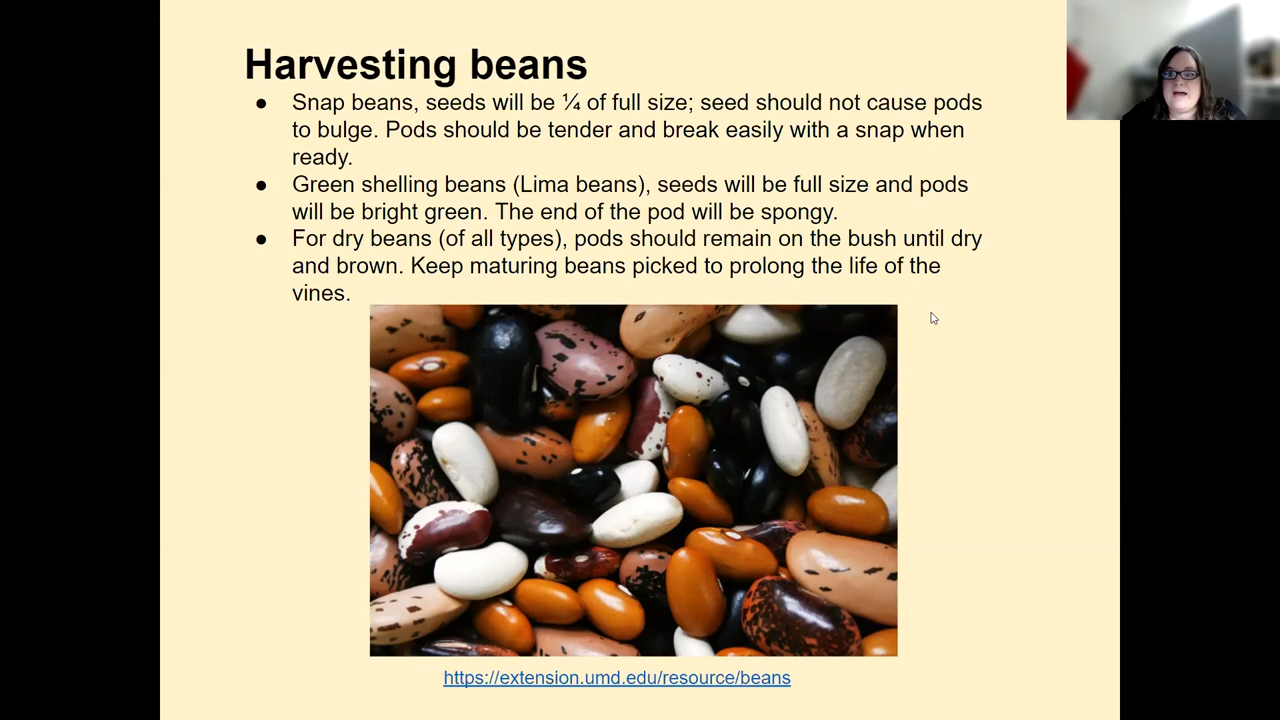 Harvesting beans
● Snap beans, seeds will be ¼ of full size; seed should not cause pods
to bulge. Pods should be tender and break easily with a snap when
ready.
● Green shelling beans (Lima beans), seeds will be full size and pods
will be bright green. The end of the pod will be spongy.
● For dry beans (of all types), pods should remain on the bush until dry
and brown. Keep maturing beans picked to prolong the life of the
vines.
https://extension.umd.edu/resource/beans